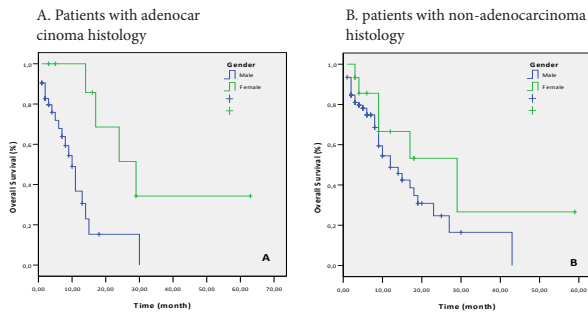 A. Patients with adenocar
cinoma histology
Overall Survival (%)
1,0
0,8
0,6
0,4
0,2
0,0
0,00
10,00
20,00
30,00
40,00
50,00
60,00
70,00
Time (month)
Gender
Male
Female
A
B. patients with non-adenocarcinoma
histology
Overall Survival (%)
1,0
0,8
0,6
0,4
0,2
0,0
0,00
10,00
20,00
30,00
40,00
50,00
60,00
Time (month)
Gender
Male
Female
B